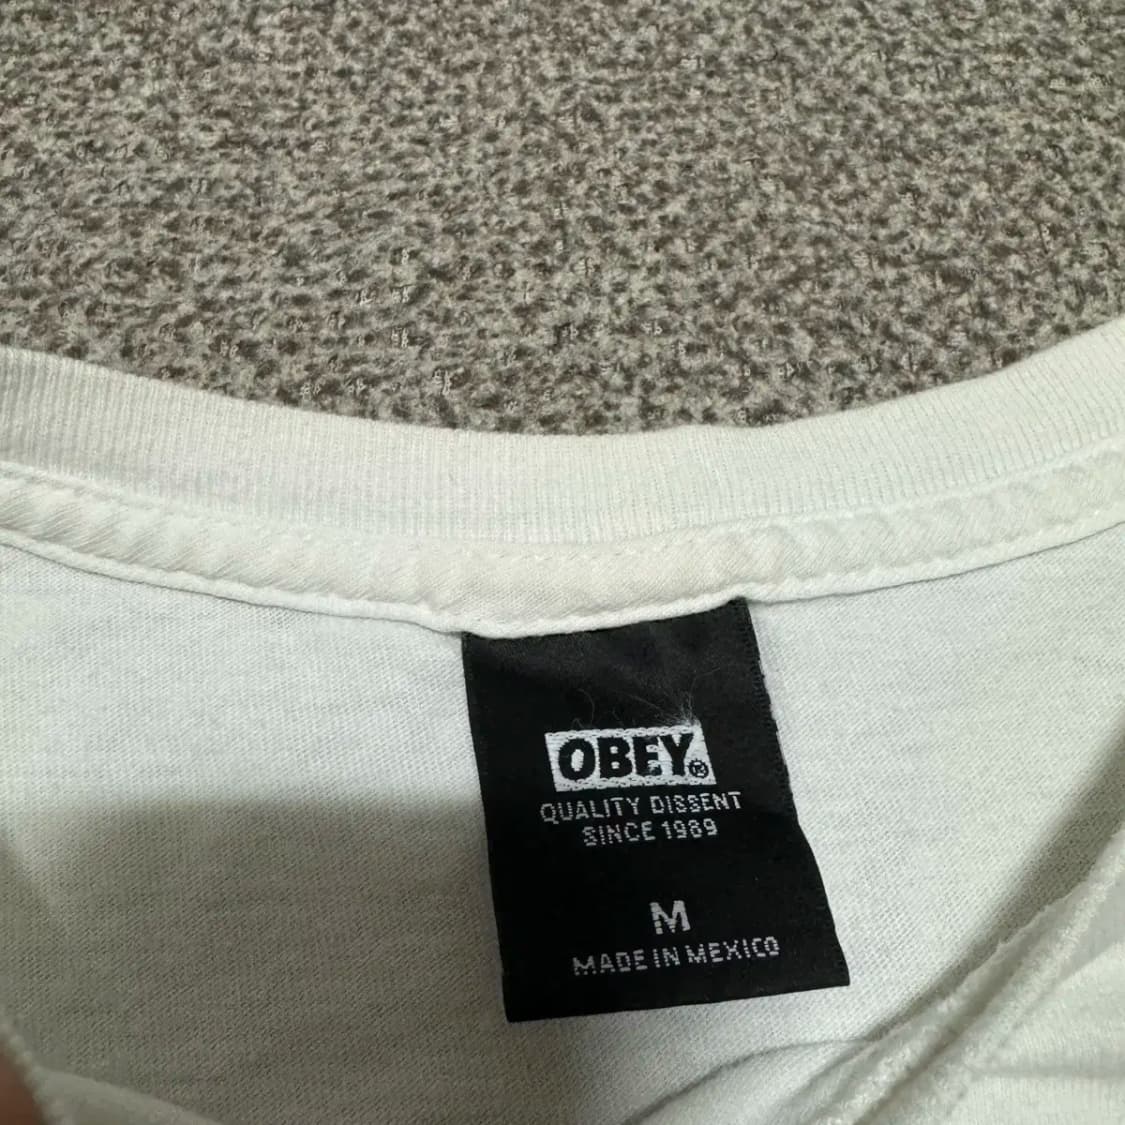 OBEY®
QUALITY DISSENT
SINCE 1989
M
MADE IN MEXICO